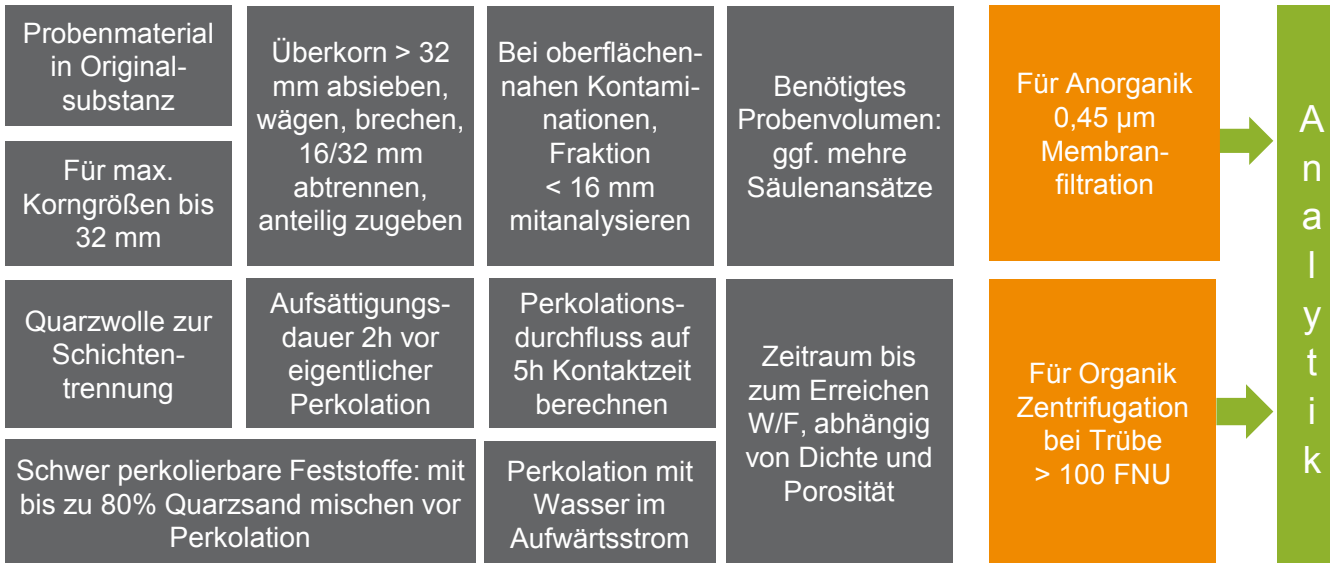 Probenmaterial
in Original-
substanz
Für max.
Korngrößen bis
32 mm
Überkorn > 32
mm absieben,
wägen, brechen,
16/32 mm
abtrennen,
anteilig zugeben
Bei oberflächen-
nahen Kontami-
nationen,
Fraktion
< 16 mm
mitanalysieren
Benötigtes
Probenvolumen:
ggf. mehre
Säulenansätze
Quarzwolle zur
Schichten-
trennung
Aufsättigungs-
dauer 2h vor
eigentlicher
Perkolation
Perkolations-
durchfluss auf
5h Kontaktzeit
berechnen
Zeitraum bis
zum Erreichen
W/F, abhängig
von Dichte und
Porosität
Schwer perkolierbare Feststoffe: mit
bis zu 80% Quarzsand mischen vor
Perkolation
Perkolation mit
Wasser im
Aufwärtsstrom
Für Anorganik
0,45 µm
Membran-
filtration
Für Organik
Zentrifugation
bei Trübe
> 100 FNU
A
n
a
l
y
t
i
k